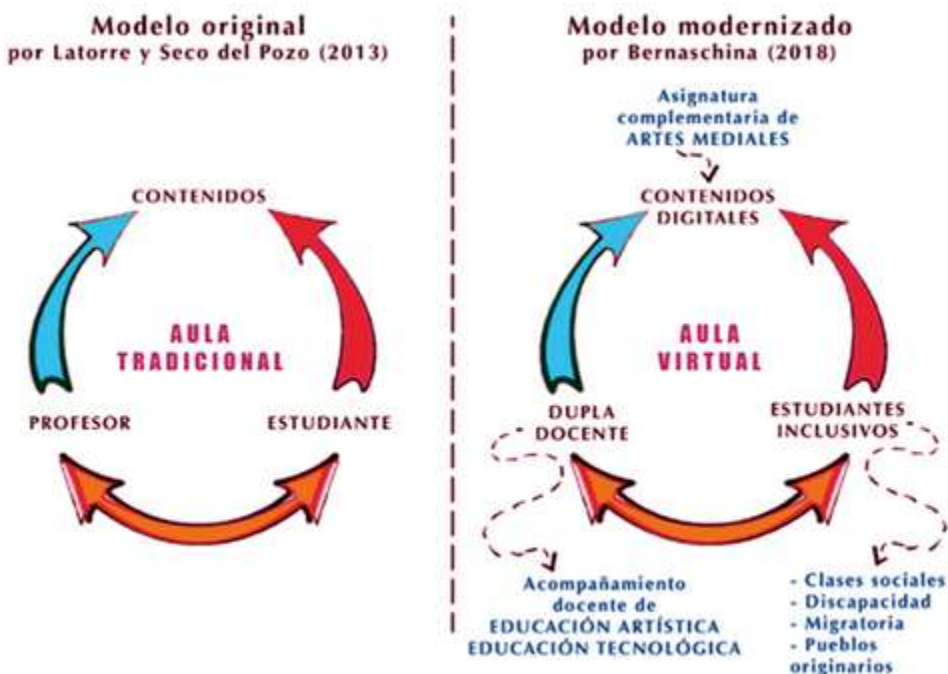 Modelo original
por Latorre y Seco del Pozo (2013)
CONTENIDOS
AULA
TRADICIONAL
PROFESOR
ESTUDIANTE
Modelo modernizado
por Bernaschina (2018)
Asignatura
complementaria de
ARTES MEDIALES
CONTENIDOS
DIGITALES
AULA
VIRTUAL
DUPLA
DOCENTE
ESTUDIANTES
INCLUSIVOS
Acompañamiento
docente de
EDUCACIÓN ARTÍSTICA
EDUCACIÓN TECNOLÓGICA
- Clases sociales
- Discapacidad
- Migratoria
- Pueblos
originarios